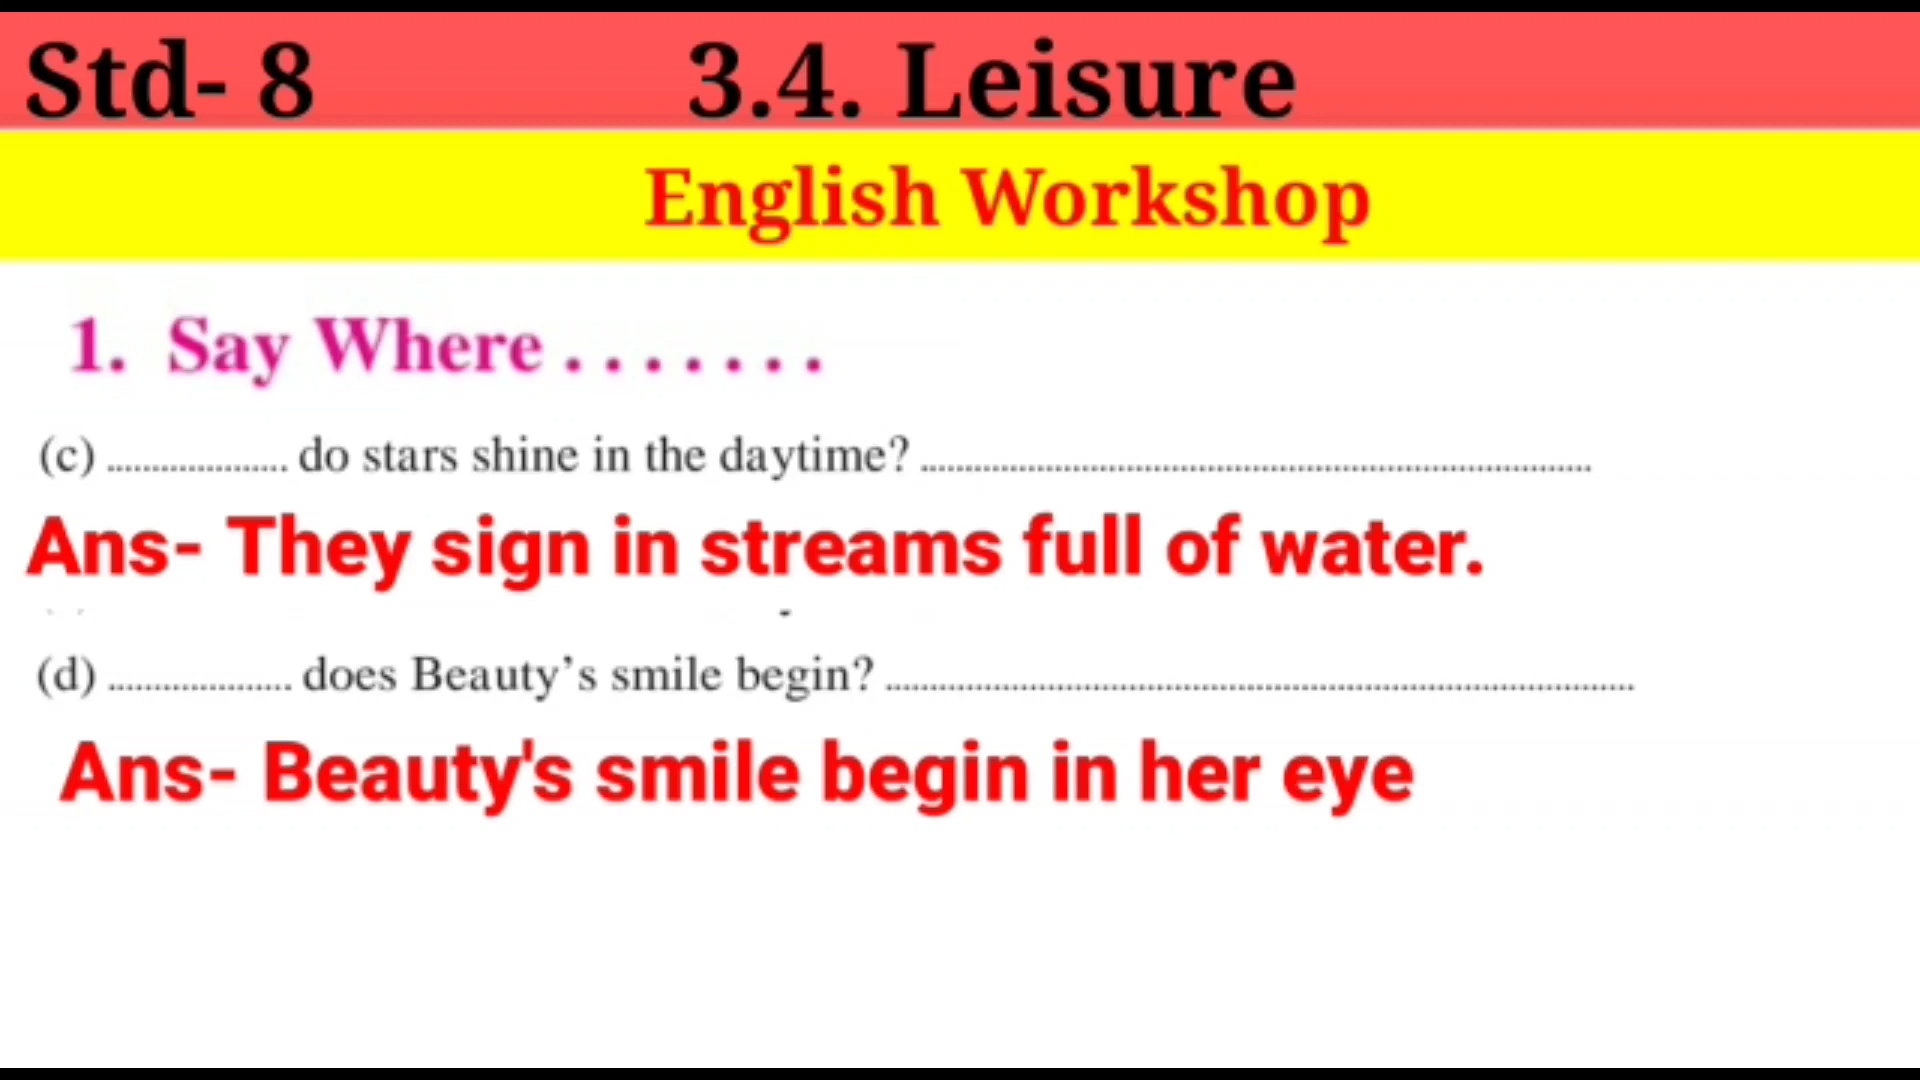 Std- 8 3.4. Leisure
English Workshop
1. Say Where . . . . . . .
(c) .................... do stars shine in the daytime? ...........................................................................
Ans- They sign in streams full of water.
(d) .................... does Beauty’s smile begin? ...................................................................................
Ans- Beauty's smile begin in her eye